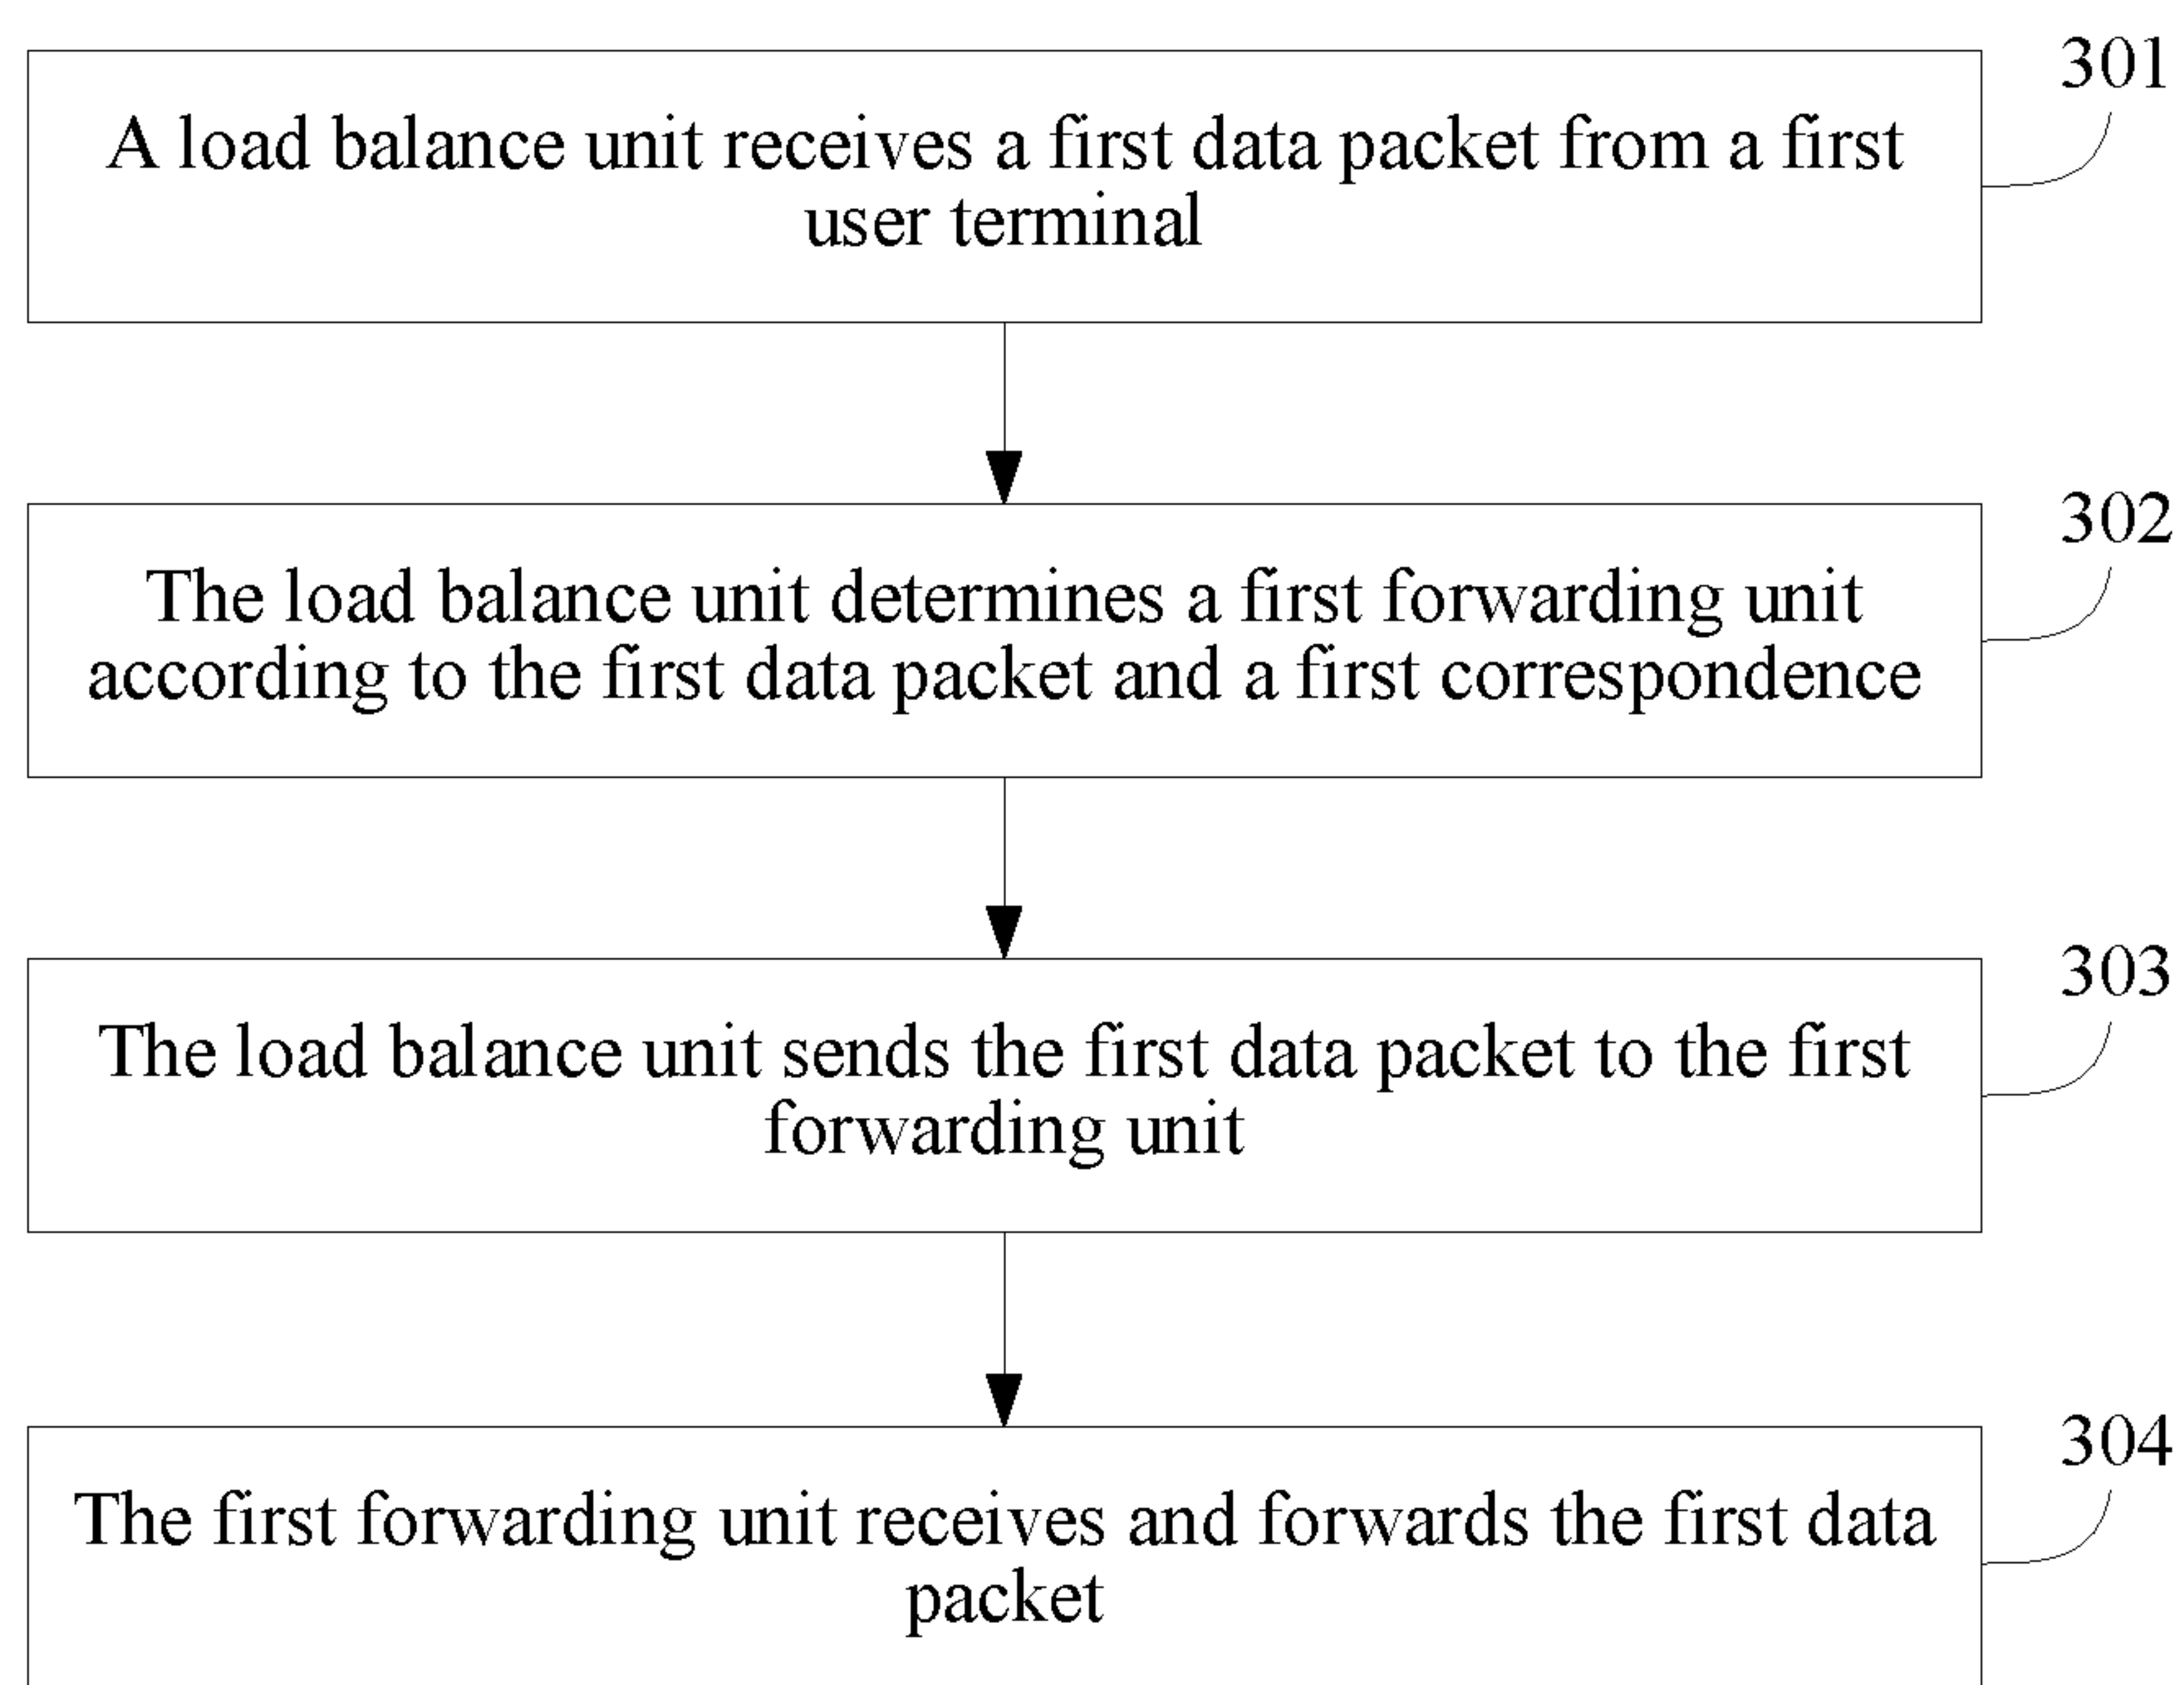 301
A load balance unit receives a first data packet from a first
user terminal
302
The load balance unit determines a first forwarding unit
according to the first data packet and a first correspondence
303
The load balance unit sends the first data packet to the first
forwarding unit
304
The first forwarding unit receives and forwards the first data
packet